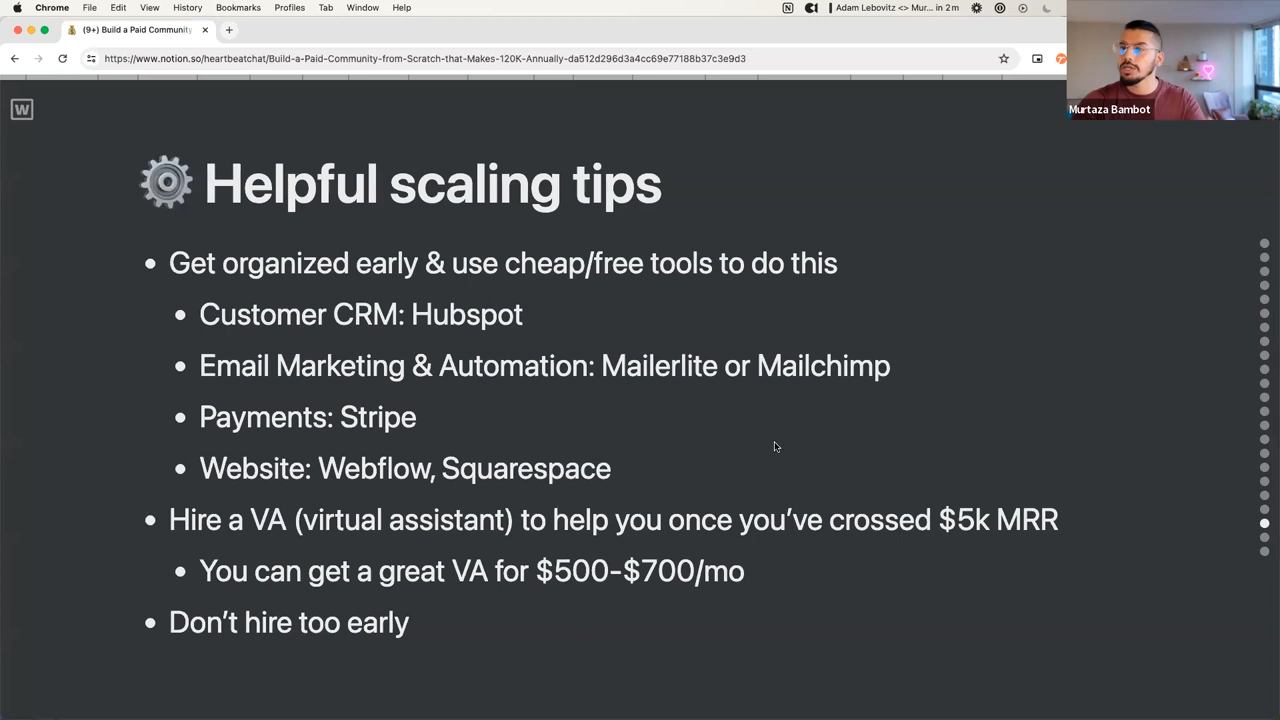 Chrome File Edit View History Bookmarks Profiles Tab Window Help
Adam Lebovitz <> Mur... in 2 m
(9+) Build a Paid Community
https://www.notion.so/heartbeatchat/Build-a-Paid-Community-from-Scratch-that-Makes-120K-Annually-da512d296d3a4cc69e77188b37c3e9d3
Murtaza Bambot
W
Helpful scaling tips
• Get organized early & use cheap/free tools to do this
• Customer CRM: Hubspot
• Email Marketing & Automation: Mailerlite or Mailchimp
• Payments: Stripe
• Website: Webflow, Squarespace
• Hire a VA (virtual assistant) to help you once you’ve crossed $5k MRR
• You can get a great VA for $500-$700/mo
• Don’t hire too early